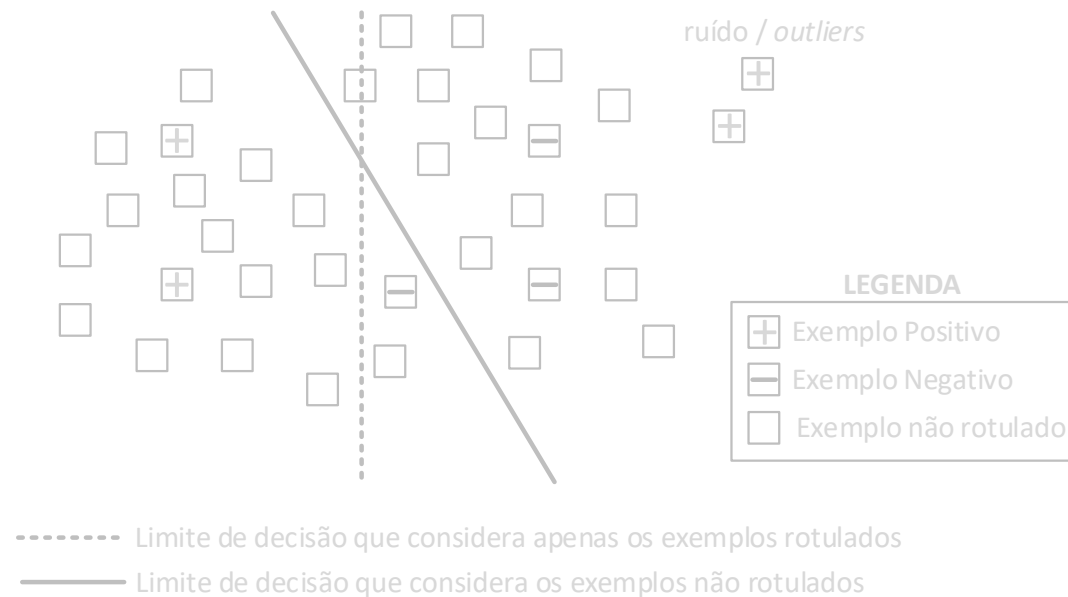 ruído / outliers
LEGENDA
Exemplo Positivo
Exemplo Negativo
Exemplo não rotulado
Limite de decisão que considera apenas os exemplos rotulados
Limite de decisão que considera os exemplos não rotulados